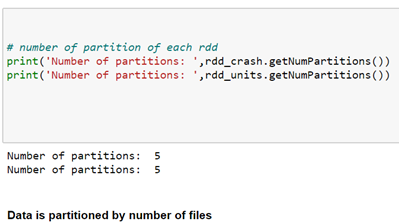 # number of partition of each rdd
print('Number of partitions: ',rdd_crash.getNumPartitions())
print('Number of partitions: ',rdd_units.getNumPartitions())
Number of partitions:  5
Number of partitions:  5
Data is partitioned by number of files